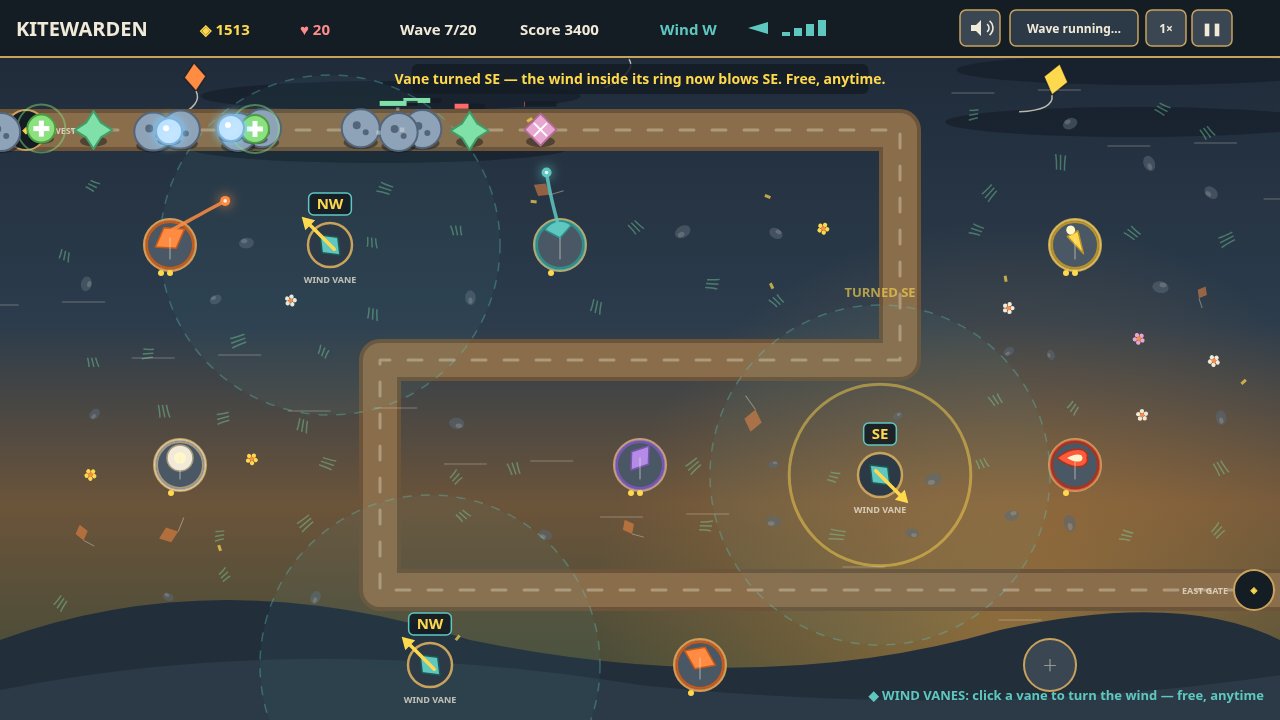 KITEWARDEN
◈ 1513
♥ 20
Wave 7/20
Score 3400
Wind W
Wave running...
1×
Vane turned SE — the wind inside its ring now blows SE. Free, anytime.
NW
WIND VANE
TURNED SE
SE
WIND VANE
EAST GATE
NW
WIND VANE
◆ WIND VANES: click a vane to turn the wind — free, anytime